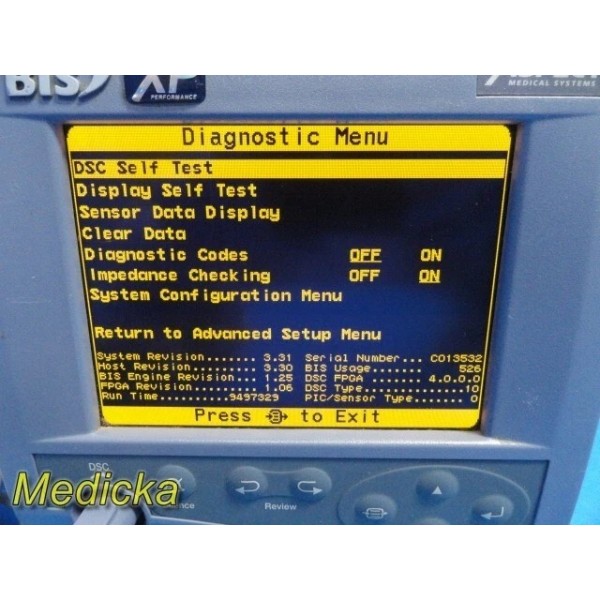 BIS XP
PERFORMANCE
ASPECT
MEDICAL SYSTEMS
Diagnostic Menu
DSC Self Test
Display Self Test
Sensor Data Display
Clear Data
Diagnostic Codes OFF ON
Impedance Checking OFF ON
System Configuration Menu
Return to Advanced Setup Menu
System Revision....... 3.31 Serial Number... C013532
Host Revision......... 3.30 BIS Usage....... 526
BIS Engine Revision... 1.25 DSC FPGA ..... 4.0.0.0
FPGA Revision ........ 1.06 DSC Type.......... 10
Run Time..........9497329 PIC/Sensor Type..... 0
Press to Exit
DSC
Review
Medicka